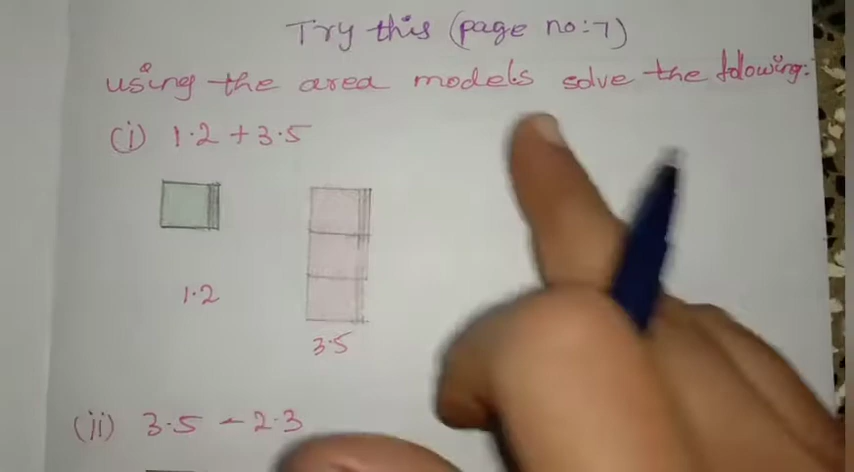 Try this (page no:7)
using the area models solve the folowing:
(i) 1.2 + 3.5
1.2
3.5
(ii) 3.5 - 2.3